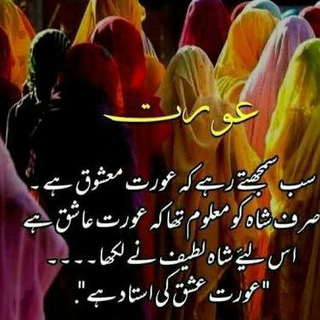 عورت
سب سمجھتے رہے کہ عورت معشوق ہے ۔
صرف شاہ کو معلوم تھا کہ عورت عاشق ہے
اس لیئے شاہ لطیف نے لکھا ۔۔۔۔
"عورت عشق کی استاد ہے".